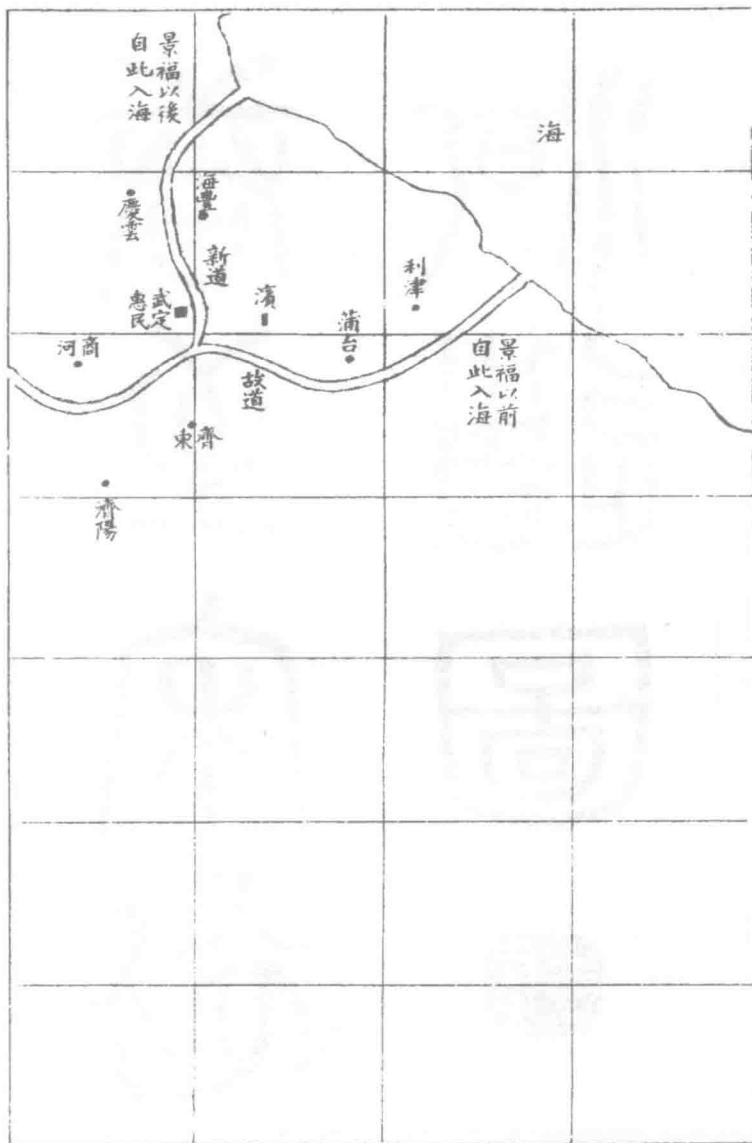 景福以後
自此入海
海
慶雲
海豐
新道
利津
武定
惠民
濱
蒲台
商河
景福以前
自此入海
故道
齊東
濟陽